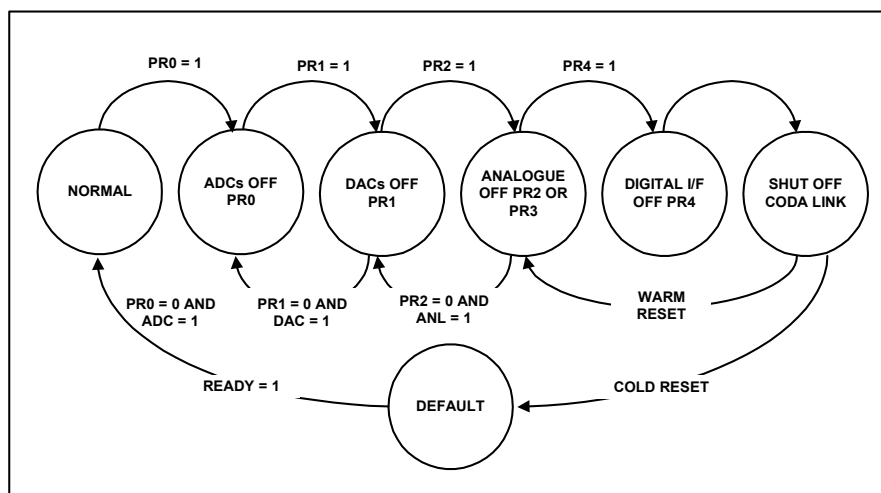 PR0 = 1
PR1 = 1
PR2 = 1
PR4 = 1
NORMAL
ADCs OFF
PR0
DACs OFF
PR1
ANALOGUE
OFF PR2 OR
PR3
DIGITAL I/F
OFF PR4
SHUT OFF
CODA LINK
PR0 = 0 AND
ADC = 1
PR1 = 0 AND
DAC = 1
PR2 = 0 AND
ANL = 1
WARM
RESET
READY = 1
DEFAULT
COLD RESET